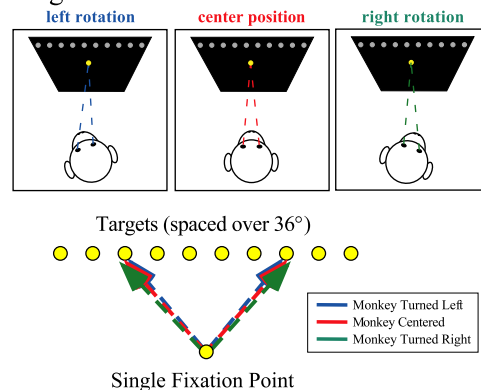 left rotation
center position
right rotation
Targets (spaced over 36°)
Monkey Turned Left
Monkey Centered
Monkey Turned Right
Single Fixation Point